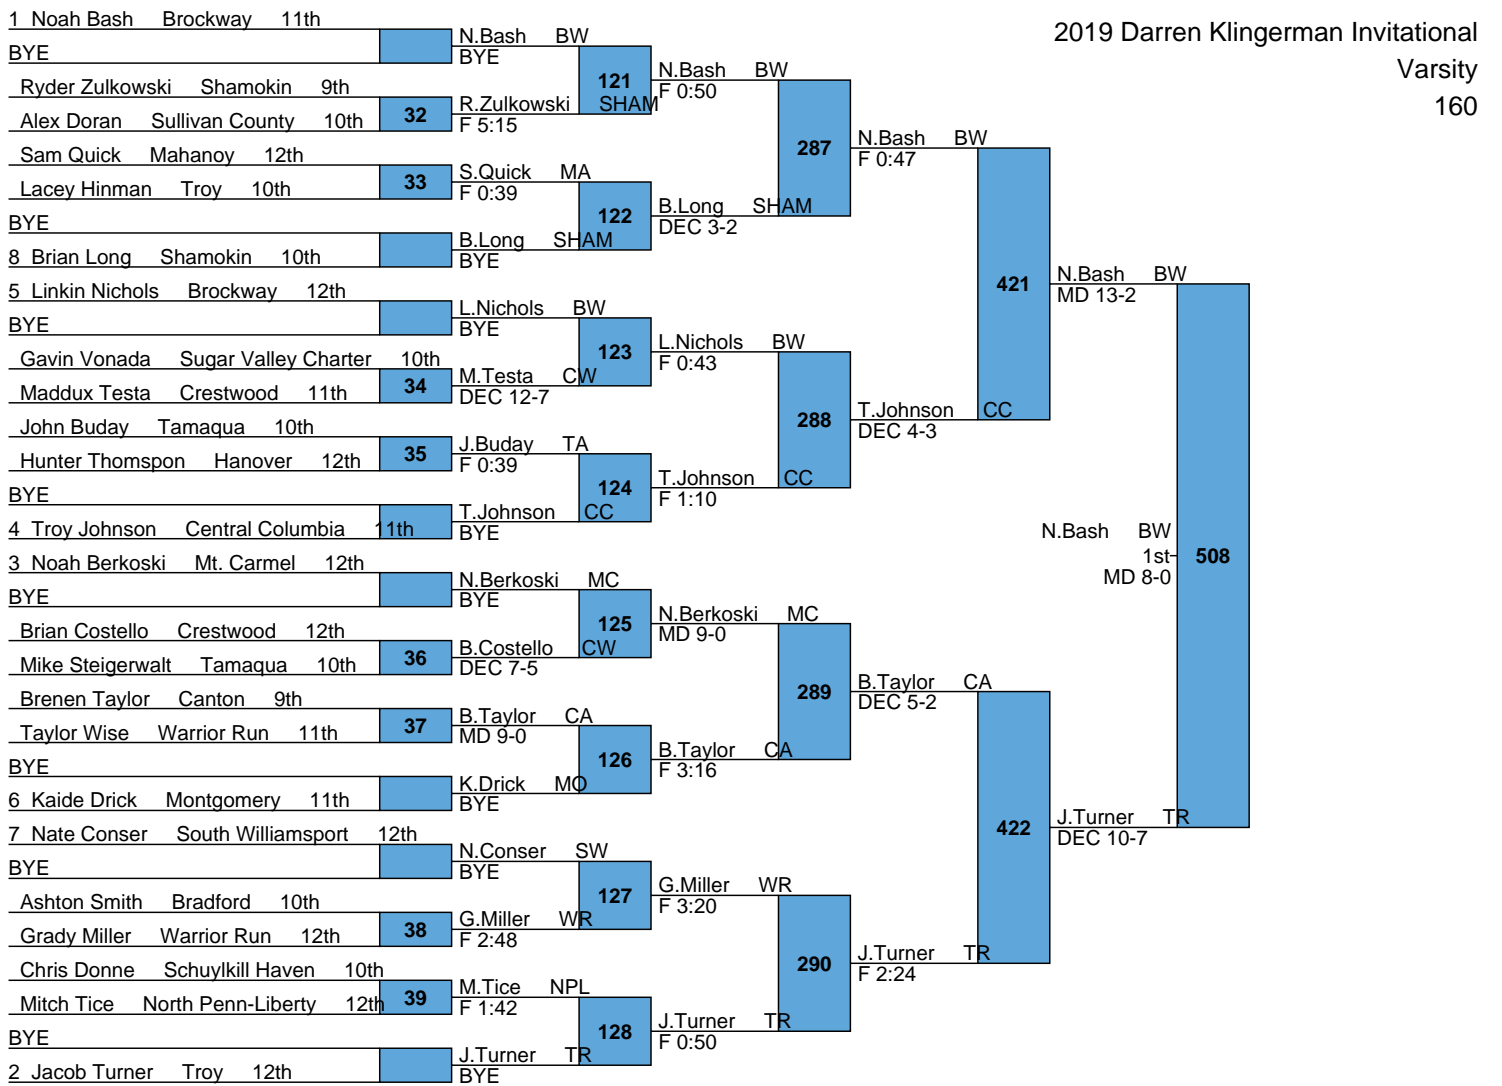 2019 Darren Klingerman Invitational
Varsity
160
1 Noah Bash Brockway 11th
BYE
Ryder Zulkowski Shamokin 9th
Alex Doran Sullivan County 10th
Sam Quick Mahanoy 12th
Lacey Hinman Troy 10th
BYE
8 Brian Long Shamokin 10th
5 Linkin Nichols Brockway 12th
BYE
Gavin Vonada Sugar Valley Charter 10th
Maddux Testa Crestwood 11th
John Buday Tamaqua 10th
Hunter Thomspon Hanover 12th
BYE
4 Troy Johnson Central Columbia 11th
3 Noah Berkoski Mt. Carmel 12th
BYE
Brian Costello Crestwood 12th
Mike Steigerwalt Tamaqua 10th
Brenen Taylor Canton 9th
Taylor Wise Warrior Run 11th
BYE
6 Kaide Drick Montgomery 11th
7 Nate Conser South Williamsport 12th
BYE
Ashton Smith Bradford 10th
Grady Miller Warrior Run 12th
Chris Donne Schuylkill Haven 10th
Mitch Tice North Penn-Liberty 12th
BYE
2 Jacob Turner Troy 12th
32
33
34
35
36
37
38
39
N.Bash BW
BYE
R.Zulkowski SHAM
F 5:15
S.Quick MA
F 0:39
B.Long SHAM
BYE
L.Nichols BW
BYE
M.Testa CW
DEC 12-7
J.Buday TA
F 0:39
T.Johnson CC
BYE
N.Berkoski MC
BYE
B.Costello CW
DEC 7-5
B.Taylor CA
MD 9-0
K.Drick MO
BYE
N.Conser SW
BYE
G.Miller WR
F 2:48
M.Tice NPL
F 1:42
J.Turner TR
BYE
121
122
123
124
125
126
127
128
N.Bash BW
F 0:50
B.Long SHAM
DEC 3-2
L.Nichols BW
F 0:43
T.Johnson CC
F 1:10
N.Berkoski MC
MD 9-0
B.Taylor CA
F 3:16
G.Miller WR
F 3:20
J.Turner TR
F 0:50
287
288
289
290
N.Bash BW
F 0:47
T.Johnson CC
DEC 4-3
B.Taylor CA
DEC 5-2
J.Turner TR
F 2:24
421
422
N.Bash BW
MD 13-2
J.Turner TR
DEC 10-7
N.Bash BW
1st
MD 8-0
508